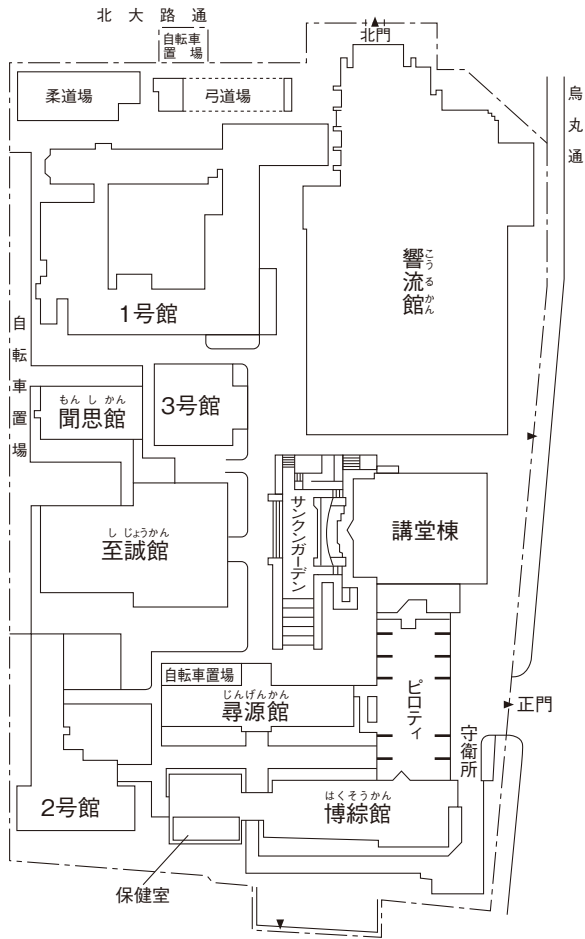 北大路通
自転車
置 場
北門
烏丸通
柔道場
弓道場
こうるかん
響流館
1号館
自転車置場
もんしかん
聞思館
3号館
しじょうかん
至誠館
サンクンガーデン
講堂棟
自転車置場
じんげんかん
尋源館
ピロティ
正門
守衛所
2号館
はくそうかん
博綜館
保健室